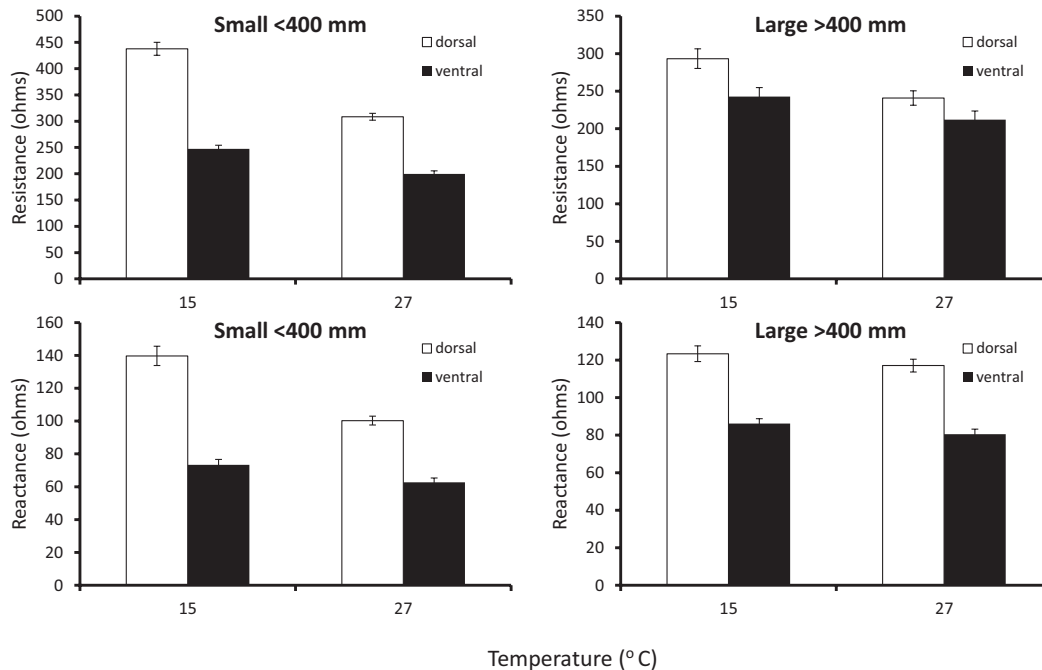 Small <400 mm
500
450
400
350
300
250
200
150
100
50
0
Resistance (ohms)
dorsal
ventral
15
27
Large >400 mm
350
300
250
200
150
100
50
0
Resistance (ohms)
dorsal
ventral
15
27
Small <400 mm
160
140
120
100
80
60
40
20
0
Reactance (ohms)
dorsal
ventral
15
27
Large >400 mm
140
120
100
80
60
40
20
0
Reactance (ohms)
dorsal
ventral
15
27
Temperature (° C)